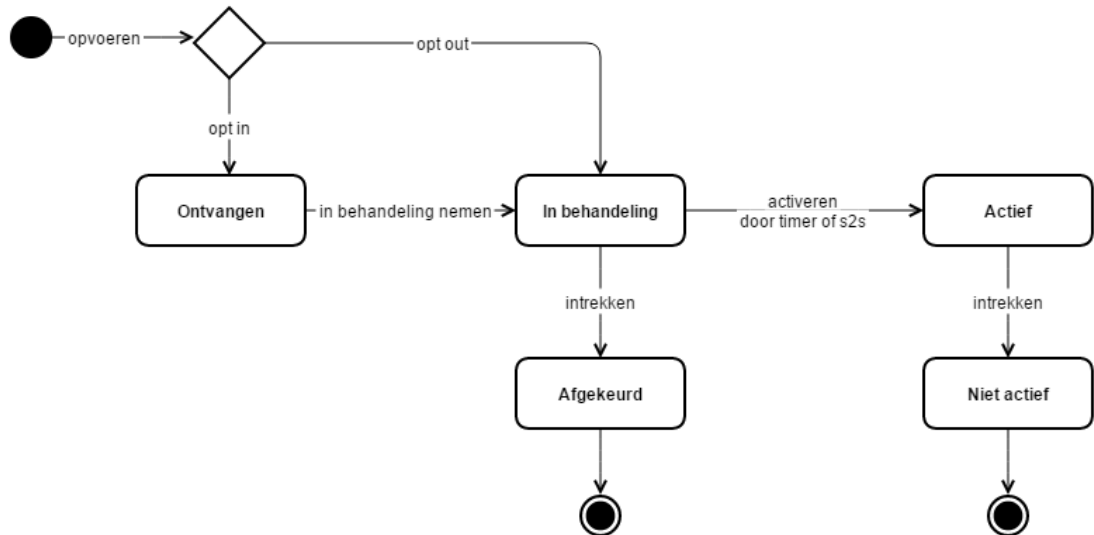 opvoeren
opt out
opt in
Ontvangen
in behandeling nemen
In behandeling
activeren
door timer of s2s
Actief
intrekken
intrekken
Afgekeurd
Niet actief